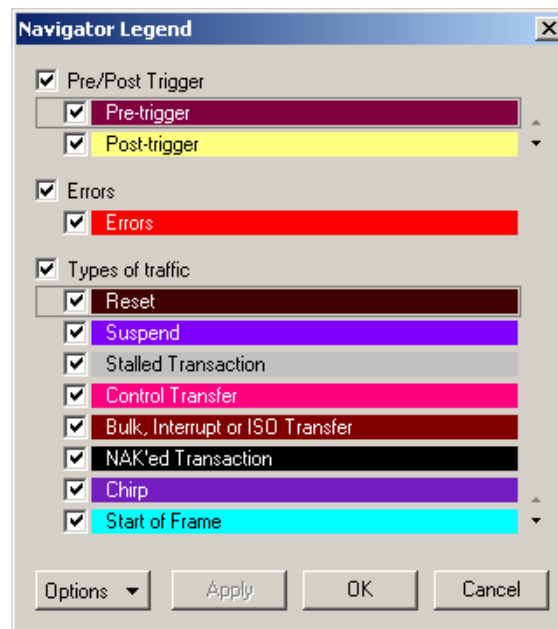 Navigator Legend
Pre/Post Trigger
Pre-trigger
Post-trigger
Errors
Errors
Types of traffic
Reset
Suspend
Stalled Transaction
Control Transfer
Bulk, Interrupt or ISO Transfer
NAK'ed Transaction
Chirp
Start of Frame
Options Apply OK Cancel